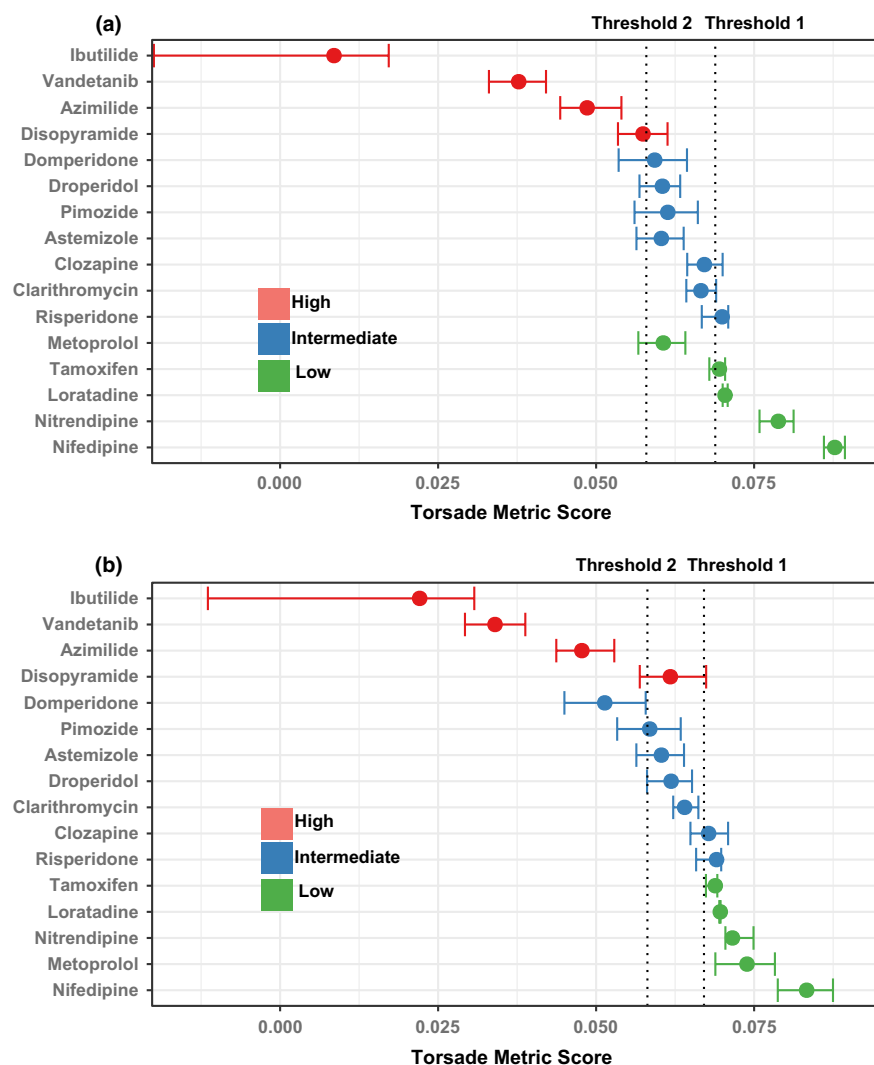 (a)
Threshold 2 Threshold 1
Ibutilide
Vandetanib
Azimilide
Disopyramide
Domperidone
Droperidol
Pimozide
Astemizole
Clozapine
Clarithromycin
Risperidone
Metoprolol
Tamoxifen
Loratadine
Nitrendipine
Nifedipine
High
Intermediate
Low
0.000 0.025 0.050 0.075
Torsade Metric Score
(b)
Threshold 2 Threshold 1
Ibutilide
Vandetanib
Azimilide
Disopyramide
Domperidone
Pimozide
Astemizole
Droperidol
Clarithromycin
Clozapine
Risperidone
Tamoxifen
Loratadine
Nitrendipine
Metoprolol
Nifedipine
High
Intermediate
Low
0.000 0.025 0.050 0.075
Torsade Metric Score